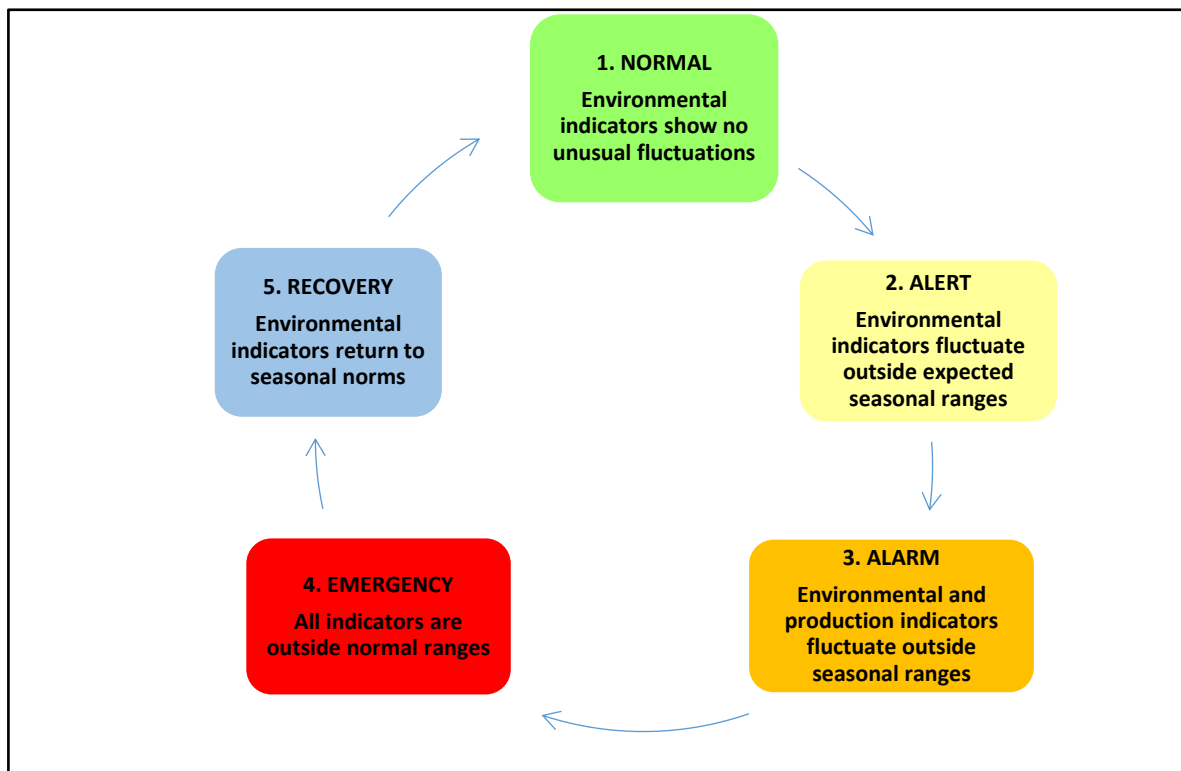 1. NORMAL
Environmental
indicators show no
unusual fluctuations
2. ALERT
Environmental
indicators fluctuate
outside expected
seasonal ranges
3. ALARM
Environmental and
production indicators
fluctuate outside
seasonal ranges
4. EMERGENCY
All indicators are
outside normal ranges
5. RECOVERY
Environmental
indicators return to
seasonal norms